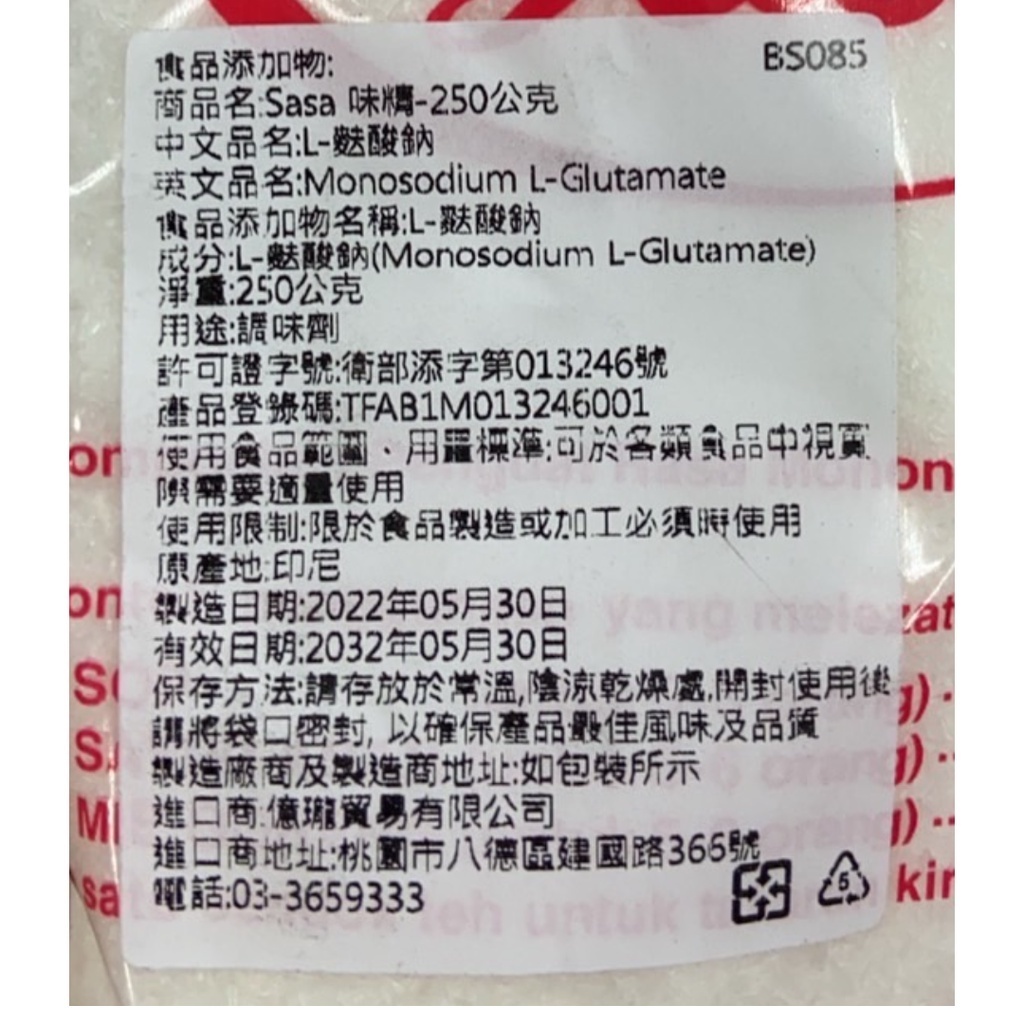 BS085
食品添加物:
商品名:Sasa 味精-250公克
中文品名:L-麩酸鈉
英文品名:Monosodium L-Glutamate
食品添加物名稱:L-麩酸鈉
成分:L-麩酸鈉(Monosodium L-Glutamate)
淨重:250公克
用途:調味劑
許可證字號:衛部添字第013246號
產品登錄碼:TFAB1M013246001
使用食品範圍、用量標準:可於各類食品中視實
際需要適量使用
使用限制:限於食品製造或加工必須時使用
原產地:印尼
製造日期:2022年05月30日
有效日期:2032年05月30日
保存方法:請存放於常溫,陰涼乾燥處,開封使用後
請將袋口密封, 以確保產品最佳風味及品質
製造廠商及製造商地址:如包裝所示
進口商:億瓏貿易有限公司
進口商地址:桃園市八德區建國路366號
電話:03-3659333
5
yang melezat
orang)
6 orang)
orang)
teh untuk